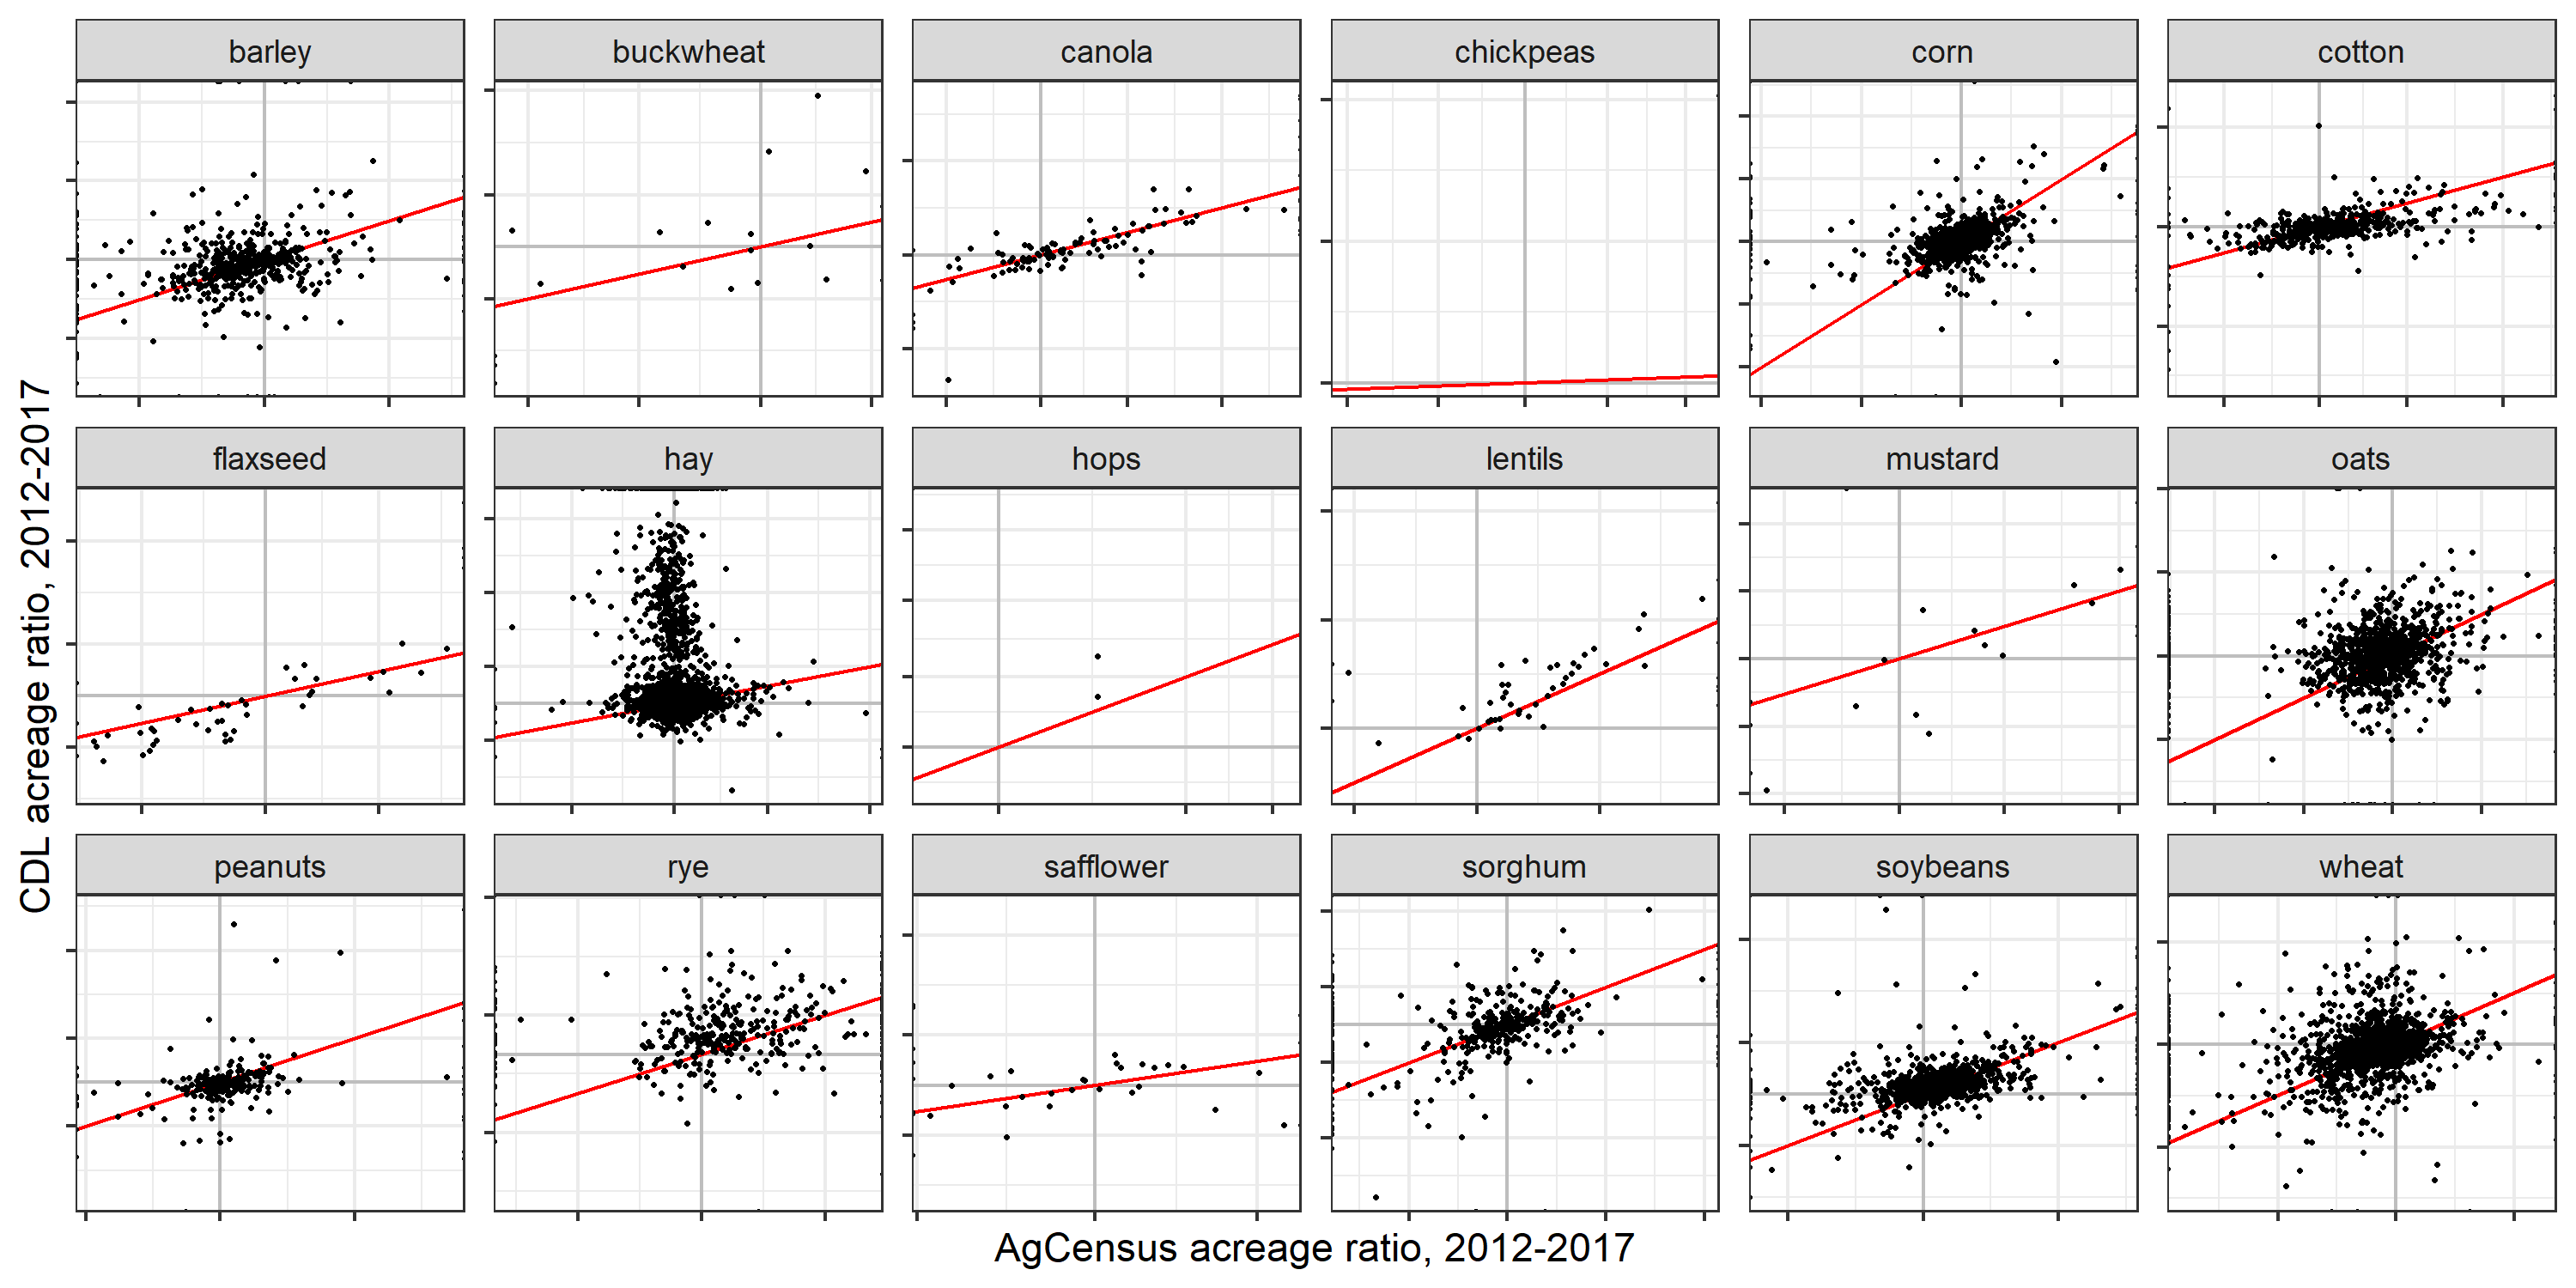 barley
buckwheat
canola
chickpeas
corn
cotton
flaxseed
hay
hops
lentils
mustard
oats
peanuts
rye
safflower
sorghum
soybeans
wheat
CDL acreage ratio, 2012-2017
AgCensus acreage ratio, 2012-2017